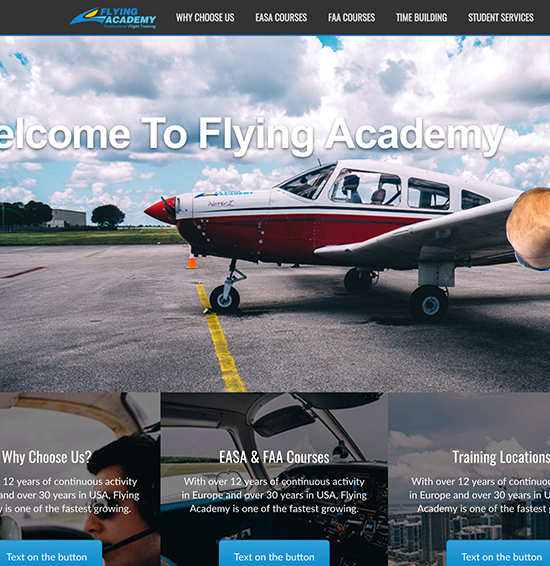 FLYING
ACADEMY
Professional Flight Training
WHY CHOOSE US
EASA COURSES
FAA COURSES
TIME BUILDING
STUDENT SERVICES
elcome To Flying Academy
Why Choose Us?
12 years of continuous activity
and over 30 years in USA, Flying
y is one of the fastest growing.
Text on the button
EASA & FAA Courses
With over 12 years of continuous activity
in Europe and over 30 years in USA, Flying
Academy is one of the fastest growing.
Text on the button
Training Locations
With over 12 years of continuou
in Europe and over 30 years in U
Academy is one of the fastest
Text on the button